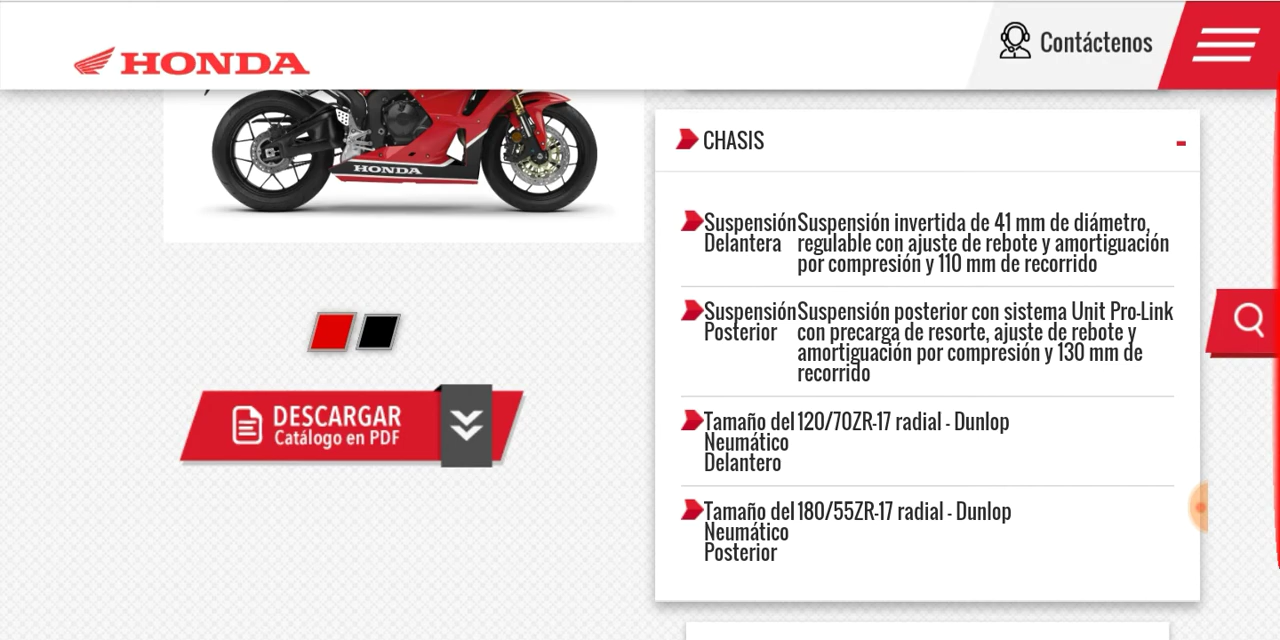 HONDA
Contáctenos
HONDA
CHASIS
Suspensión Delantera
Suspensión invertida de 41 mm de diámetro,
regulable con ajuste de rebote y amortiguación
por compresión y 110 mm de recorrido
Suspensión Posterior
Suspensión posterior con sistema Unit Pro-Link
con precarga de resorte, ajuste de rebote y
amortiguación por compresión y 130 mm de
recorrido
DESCARGAR
Catálogo en PDF
Tamaño del
Neumático
Delantero
120/70ZR-17 radial - Dunlop
Tamaño del
Neumático
Posterior
180/55ZR-17 radial - Dunlop